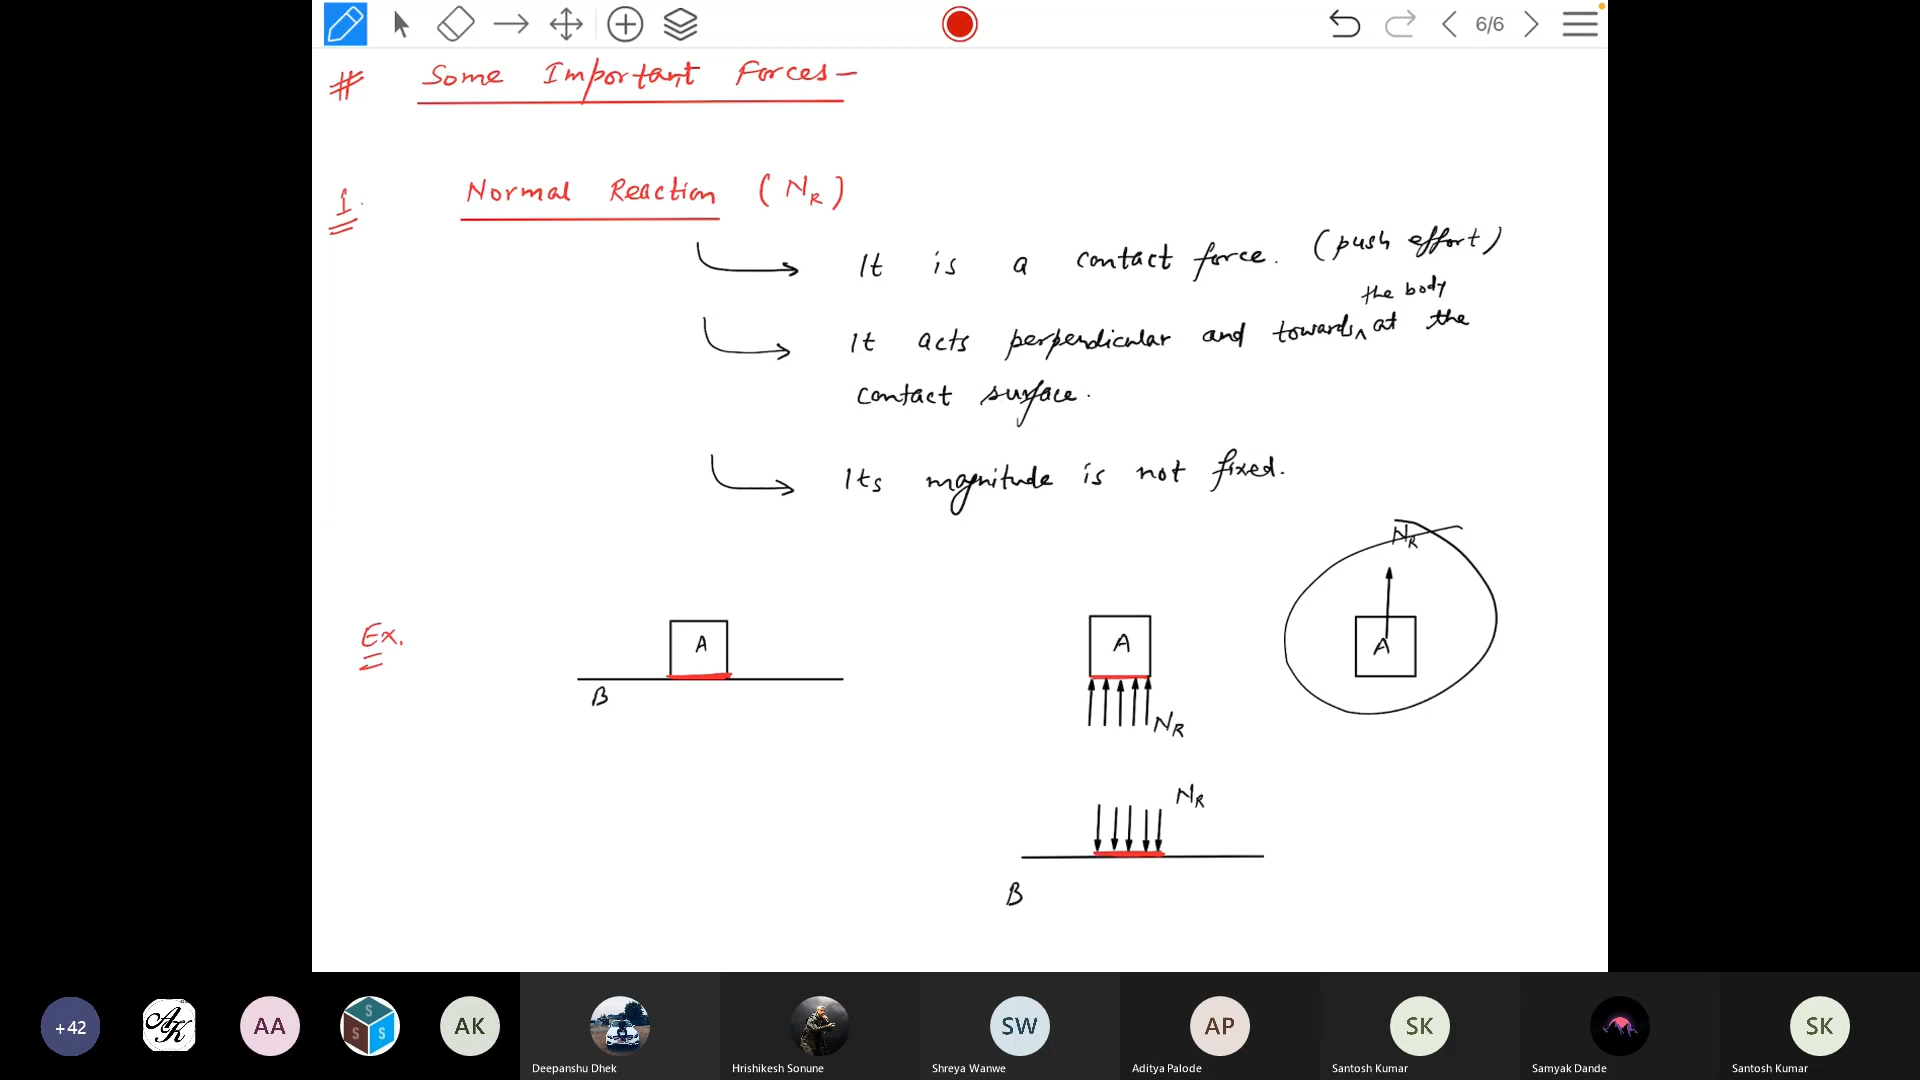 6/6
# Some Important Forces-
1. Normal Reaction (NR)
It is a contact force. (push effort)
the body
It acts perpendicular and towards ^ at the
contact surface.
Its magnitude is not fixed.
NR
Ex.
A
A
A
B
NR
NR
B
+42
AK
AA
S
S
S
AK
SW
AP
SK
SK
Deepanshu Dhek
Hrishikesh Sonune
Shreya Wanwe
Aditya Palode
Santosh Kumar
Samyak Dande
Santosh Kumar